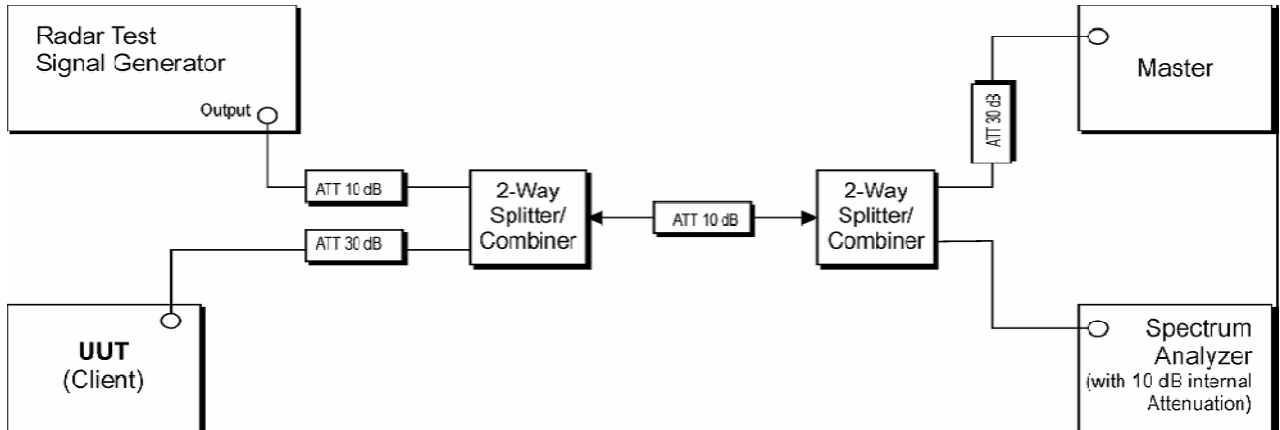 Radar Test
Signal Generator
Output
ATT 10 dB
ATT 30 dB
2-Way
Splitter/
Combiner
ATT 10 dB
2-Way
Splitter/
Combiner
ATT 30 dB
Master
UUT
(Client)
Spectrum
Analyzer
(with 10 dB internal
Attenuation)